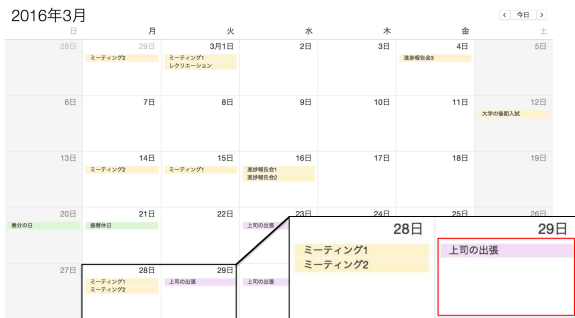 2016年3月
今日
日 月 火 水 木 金 土
28日 29日 3月1日 2日 3日 4日 5日
ミーティング2 ミーティング1 進捗報告会3
レクリエーション
6日 7日 8日 9日 10日 11日 12日
大学の後期入試
13日 14日 15日 16日 17日 18日 19日
ミーティング2 ミーティング1 進捗報告会1
進捗報告会2
20日 21日 22日 23日 24日 25日 26日
春分の日 振替休日 上司の出張
27日 28日 29日
ミーティング1 上司の出張 上司の出張
ミーティング2
28日 29日
ミーティング1 上司の出張
ミーティング2